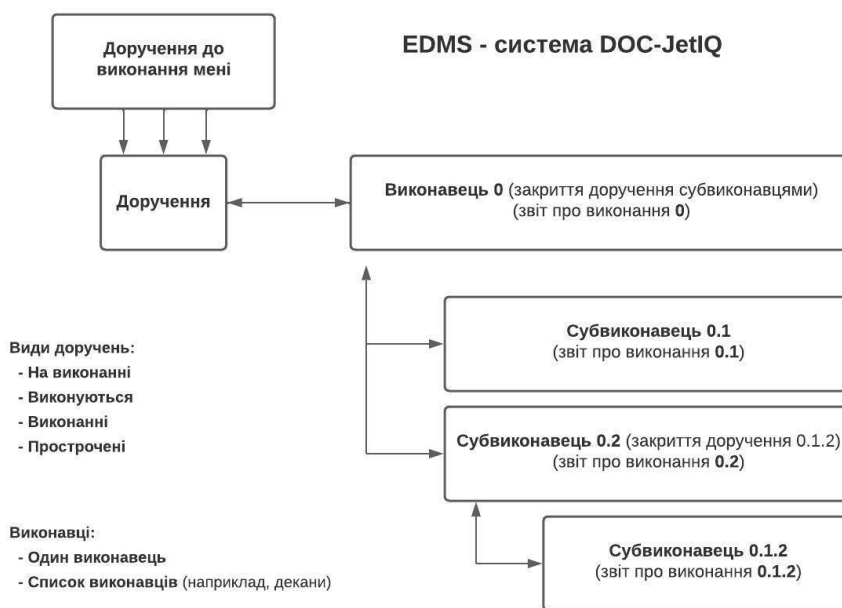 Доручення до
виконання мені
EDMS - система DOC-JetIQ
Доручення
Виконавець 0 (закриття доручення субвиконавцями)
(звіт про виконання 0)
Субвиконавець 0.1
(звіт про виконання 0.1)
Види доручень:
- На виконанні
- Виконуються
- Виконанні
- Прострочені
Субвиконавець 0.2 (закриття доручення 0.1.2)
(звіт про виконання 0.2)
Виконавці:
- Один виконавець
- Список виконавців (наприклад, декани)
Субвиконавець 0.1.2
(звіт про виконання 0.1.2)